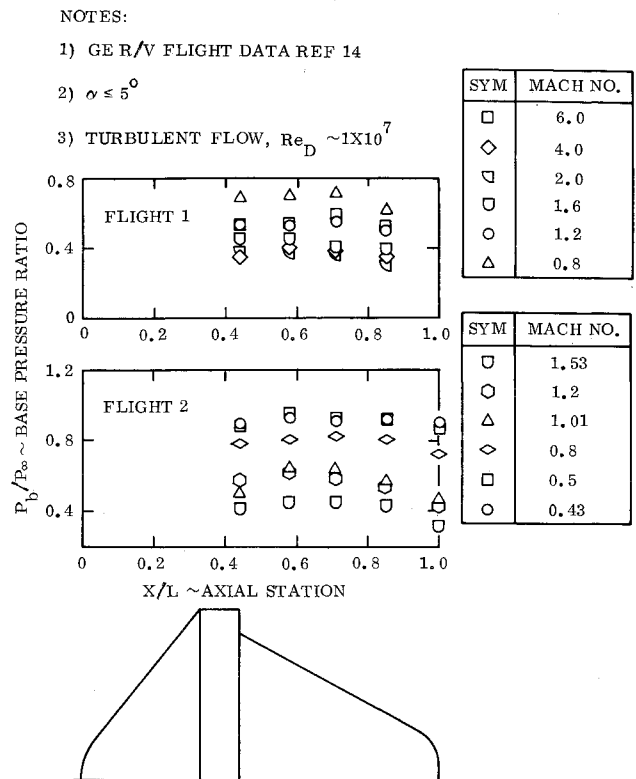 NOTES:
1) GE R/V FLIGHT DATA REF 14
2) α ≤ 5°
3) TURBULENT FLOW, Re_D ~1X10^7
SYM MACH NO.
6.0
4.0
2.0
1.6
1.2
0.8
P_b/P_∞ ~ BASE PRESSURE RATIO
0.8
FLIGHT 1
0.4
0
0 0.2 0.4 0.6 0.8 1.0
SYM MACH NO.
1.53
1.2
1.01
0.8
0.5
0.43
1.2
FLIGHT 2
0.8
0.4
0 0.2 0.4 0.6 0.8 1.0
X/L ~AXIAL STATION